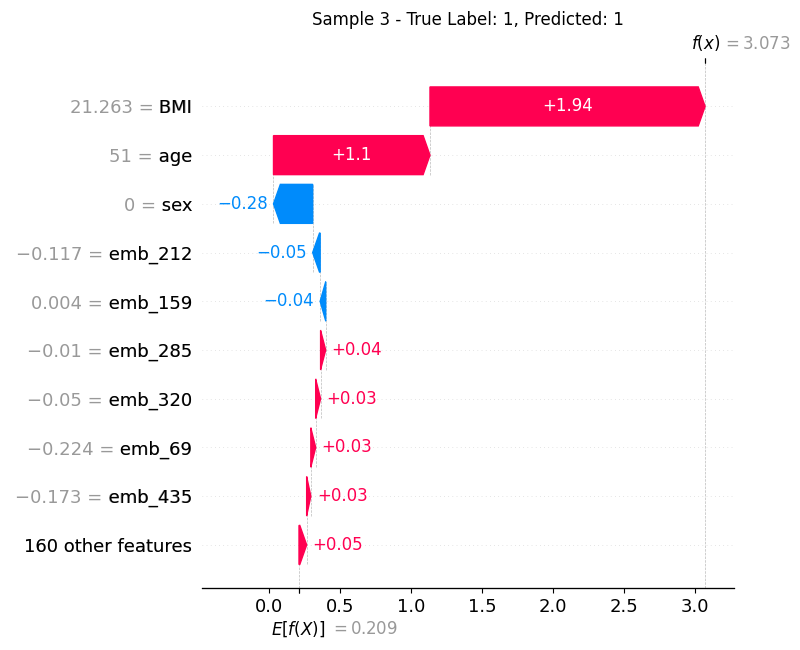 Sample 3 - True Label: 1, Predicted: 1
f(x) = 3.073
21.263 = BMI +1.94
51 = age +1.1
0 = sex −0.28
−0.117 = emb_212 −0.05
0.004 = emb_159 −0.04
−0.01 = emb_285 +0.04
−0.05 = emb_320 +0.03
−0.224 = emb_69 +0.03
−0.173 = emb_435 +0.03
160 other features +0.05
0.0 0.5 1.0 1.5 2.0 2.5 3.0
E[f(X)] = 0.209